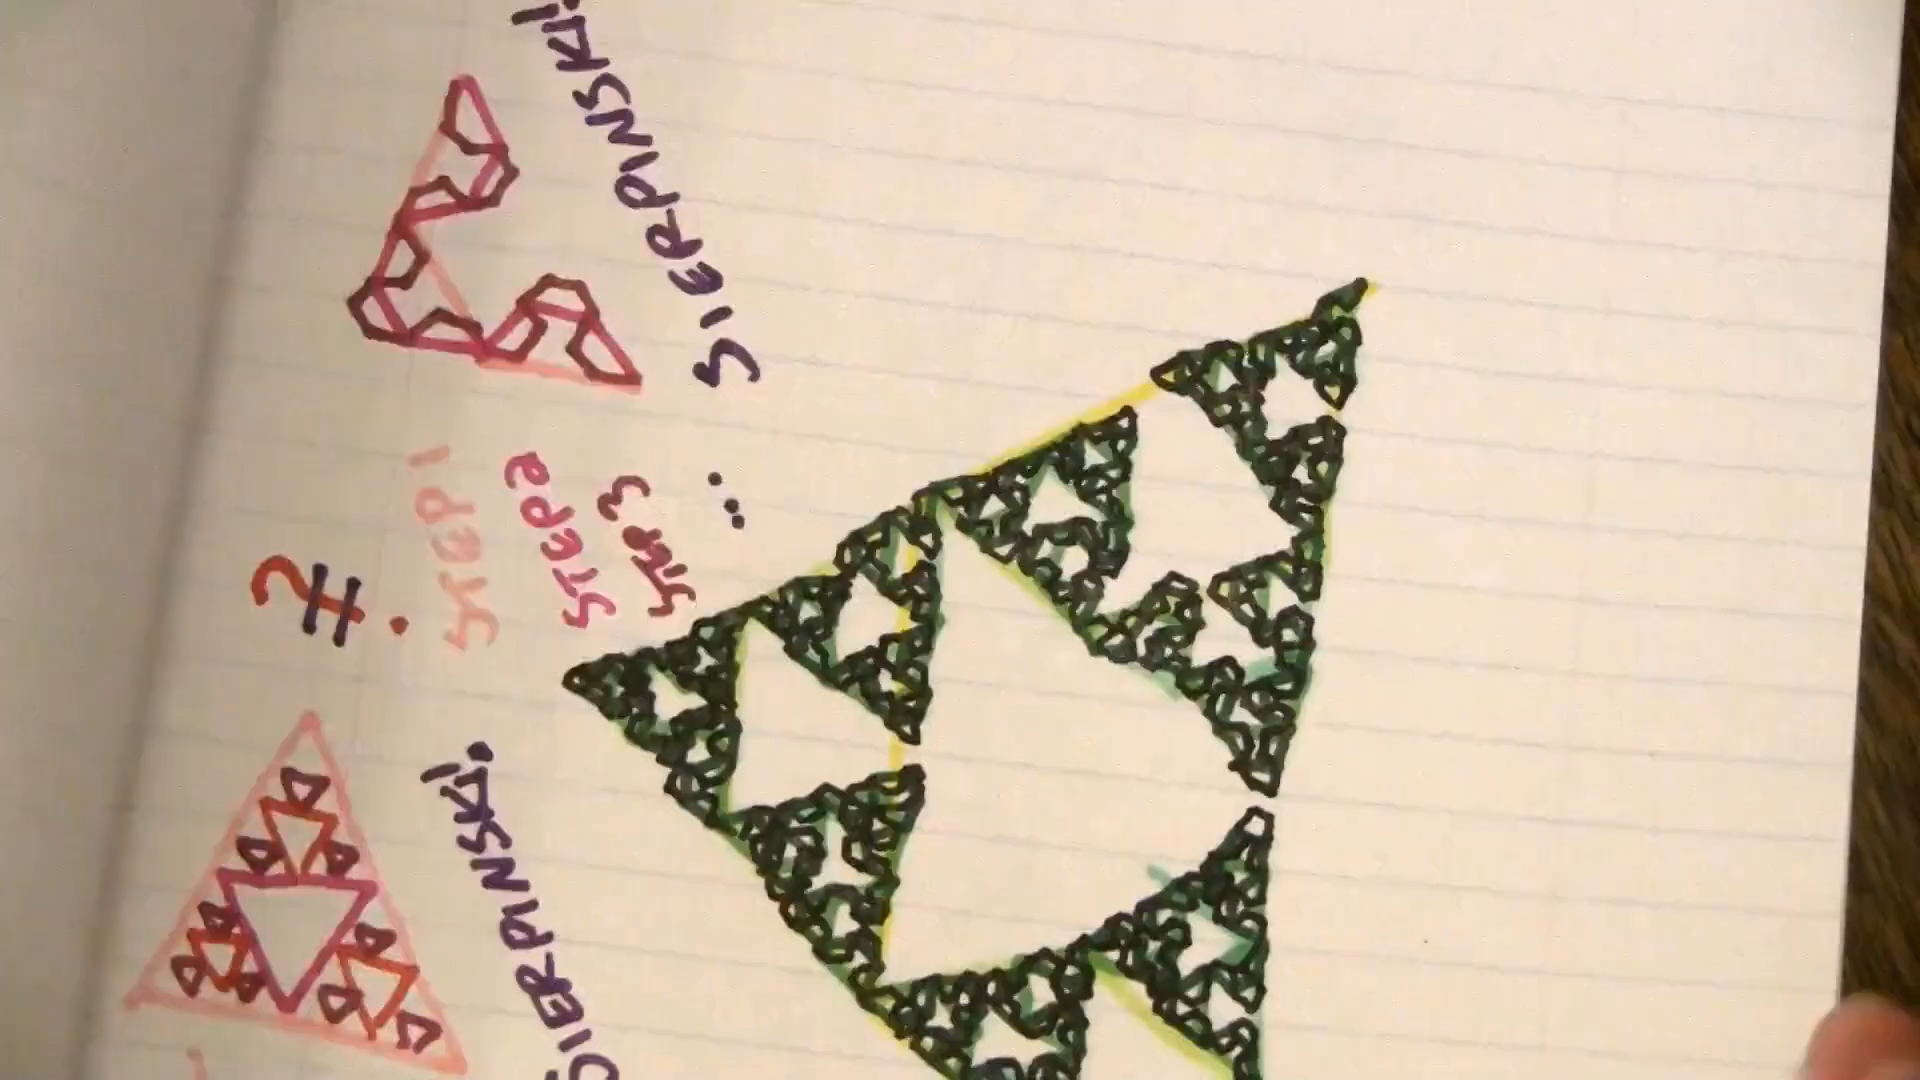 SIERPINSKI!
STEP 1
STEP 2
STEP 3
...
≠?
SIERPINSKI.